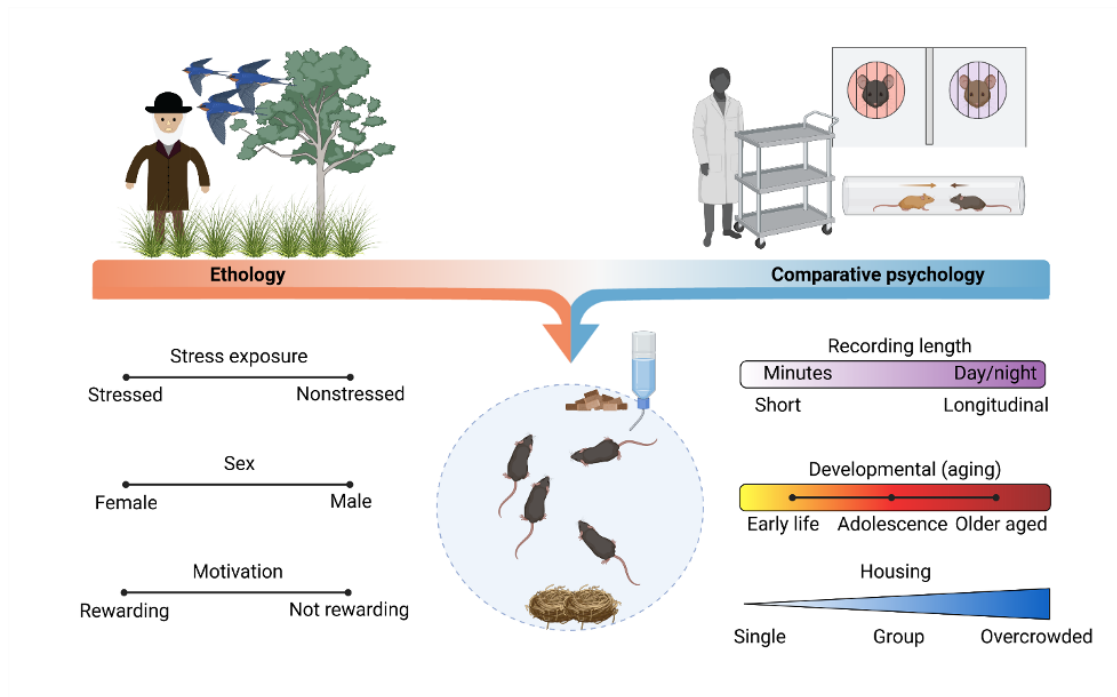 Ethology
Comparative psychology
Stress exposure
Stressed
Nonstressed
Sex
Female
Male
Motivation
Rewarding
Not rewarding
Recording length
Minutes
Day/night
Short
Longitudinal
Developmental (aging)
Early life
Adolescence
Older aged
Housing
Single
Group
Overcrowded